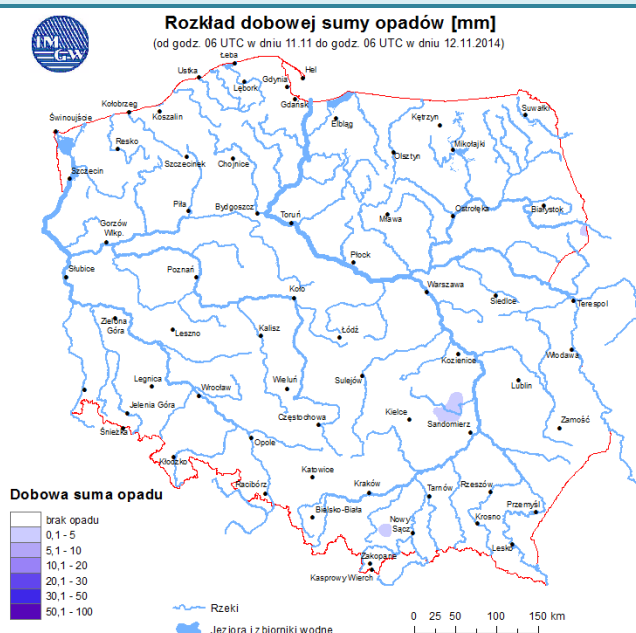 IM
GW
Rozkład dobowej sumy opadów [mm]
(od godz. 06 UTC w dniu 11.11 do godz. 06 UTC w dniu 12.11.2014)
Łeba
Hel
Ustka
Gdynia
Lębork
Suwałki
Kołobrzeg
Gdańsk
Koszalin
Świnoujście
Elbląg
Kętrzyn
Resko
Mikołajki
Szczecinek
Chojnice
Olsztyn
Szczecin
Piła
Bydgoszcz
Toruń
Mława
Ostrołęka
Białystok
Gorzów
Wlkp.
Płock
Słubice
Poznań
Koło
Warszawa
Siedlce
Terespol
Zielona
Góra
Leszno
Kalisz
Łódź
Kozienice
Włodawa
Legnica
Wrocław
Wieluń
Sulejów
Lublin
Jelenia Góra
Częstochowa
Kielce
Sandomierz
Zamość
Śnieżka
Opole
Kłodzko
Katowice
Racibórz
Kraków
Tarnów
Rzeszów
Przemyśl
Bielsko-Biała
Nowy
Sącz
Krosno
Lesko
Zakopane
Kasprowy Wierch
Dobowa suma opadu
brak opadu
0,1 - 5
5,1 - 10
10,1 - 20
20,1 - 30
30,1 - 50
50,1 - 100
Rzeki
Jeziora i zbiorniki wodne
0 25 50 100 150 km